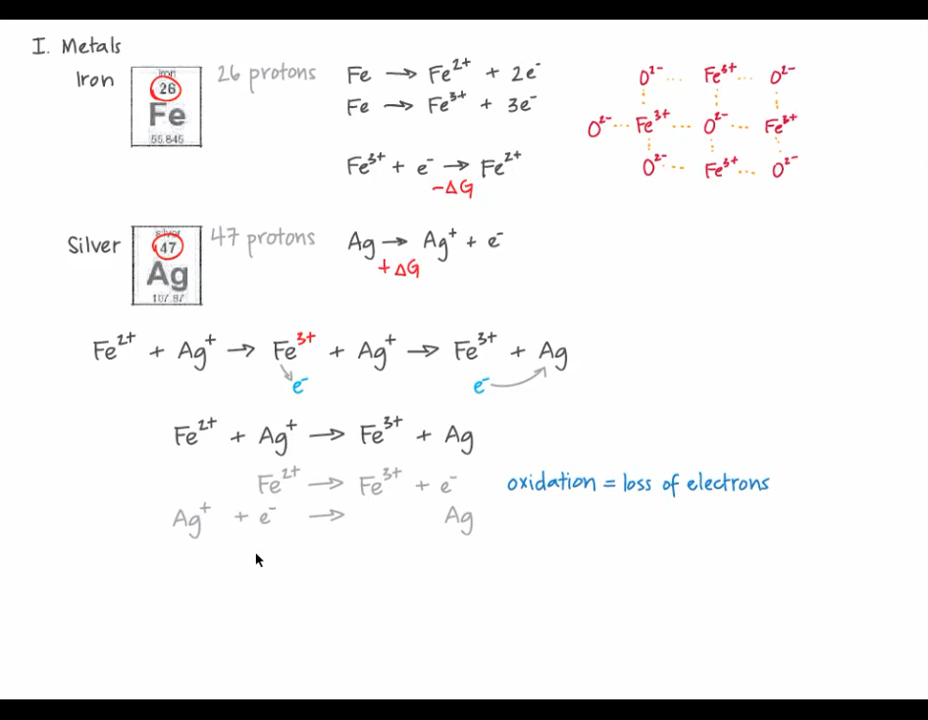 I. Metals
Iron
iron
26
Fe
55.845
26 protons
Fe → Fe²⁺ + 2e⁻
Fe → Fe³⁺ + 3e⁻
Fe³⁺ + e⁻ → Fe²⁺
-ΔG
O²⁻ ... Fe³⁺ ... O²⁻
O²⁻ ... Fe³⁺ ... O²⁻ ... Fe³⁺
O²⁻ ... Fe³⁺ ... O²⁻
Silver
silver
47
Ag
107.87
47 protons
Ag → Ag⁺ + e⁻
+ΔG
Fe²⁺ + Ag⁺ → Fe³⁺ + Ag⁺ → Fe³⁺ + Ag
e⁻ e⁻
Fe²⁺ + Ag⁺ → Fe³⁺ + Ag
Fe²⁺ → Fe³⁺ + e⁻ oxidation = loss of electrons
Ag⁺ + e⁻ → Ag